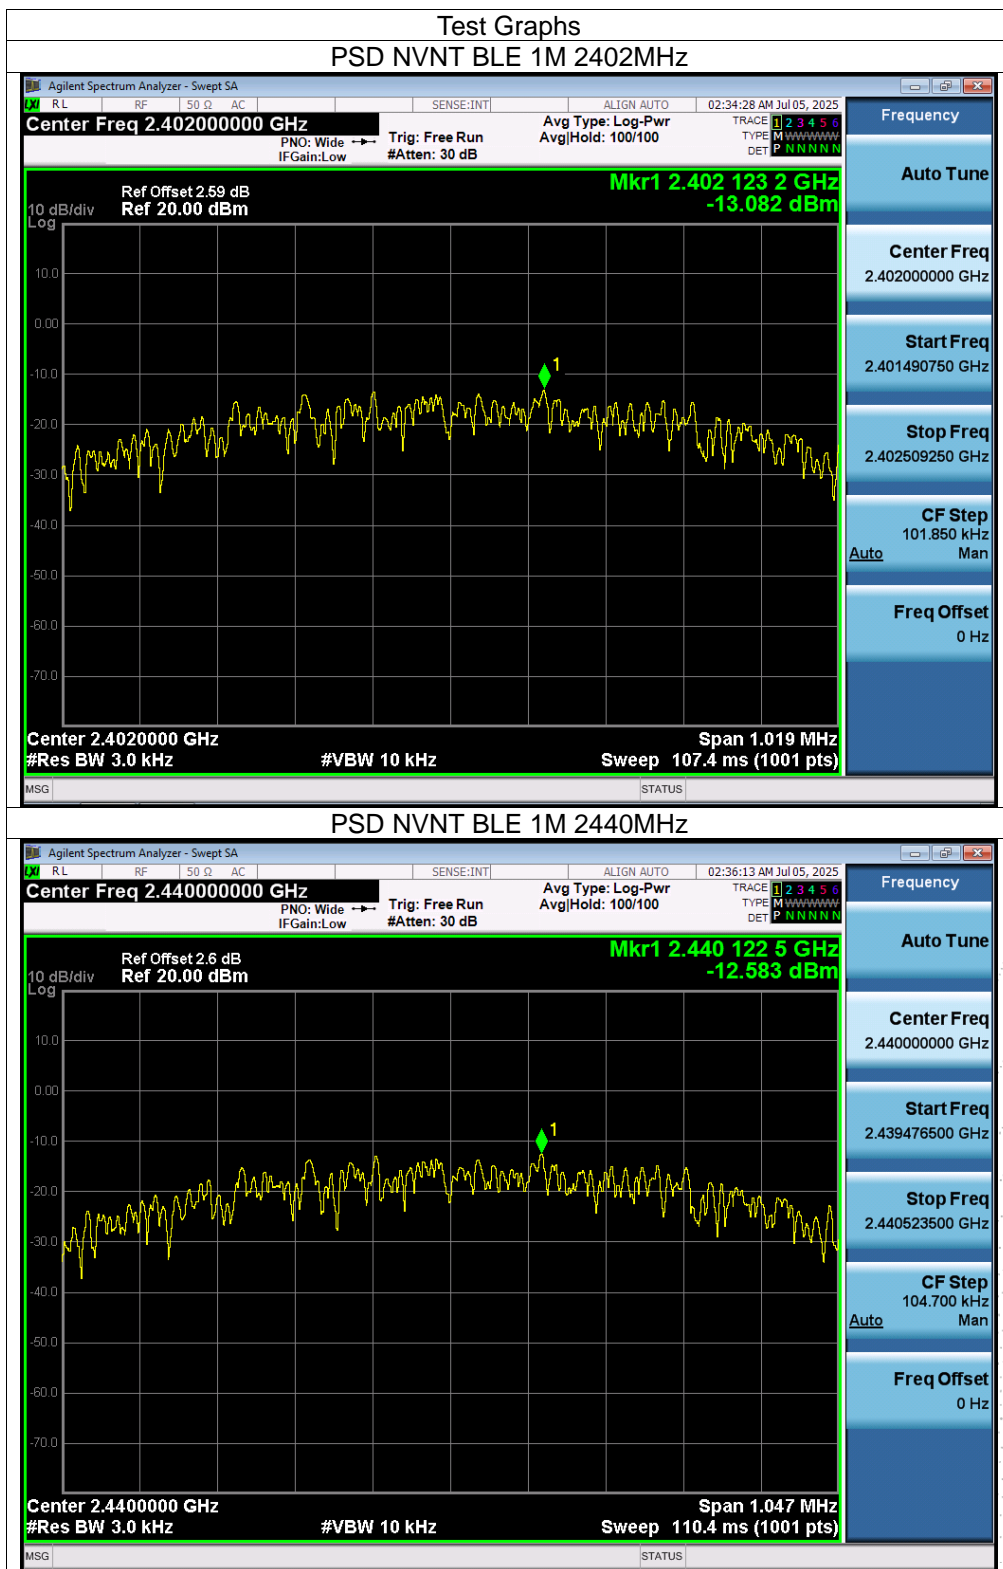 Test Graphs
PSD NVNT BLE 1M 2402MHz
Agilent Spectrum Analyzer - Swept SA
LXI RL RF 50 Ω AC SENSE:INT ALIGN AUTO 02:34:28 AM Jul 05, 2025
Center Freq 2.402000000 GHz
PNO: Wide
IFGain:Low
Trig: Free Run
#Atten: 30 dB
Avg Type: Log-Pwr
Avg|Hold: 100/100
TRACE 1 2 3 4 5 6
TYPE M WWWWW
DET P N N N N N
Frequency
Auto Tune
Center Freq
2.402000000 GHz
Start Freq
2.401490750 GHz
Stop Freq
2.402509250 GHz
CF Step
101.850 kHz
Auto Man
Freq Offset
0 Hz
Mkr1 2.402 123 2 GHz
-13.082 dBm
Ref Offset 2.59 dB
10 dB/div Ref 20.00 dBm
Log
10.0
0.00
-10.0
-20.0
-30.0
-40.0
-50.0
-60.0
-70.0
1
Center 2.4020000 GHz Span 1.019 MHz
#Res BW 3.0 kHz #VBW 10 kHz Sweep 107.4 ms (1001 pts)
MSG STATUS
PSD NVNT BLE 1M 2440MHz
Agilent Spectrum Analyzer - Swept SA
LXI RL RF 50 Ω AC SENSE:INT ALIGN AUTO 02:36:13 AM Jul 05, 2025
Center Freq 2.440000000 GHz
PNO: Wide
IFGain:Low
Trig: Free Run
#Atten: 30 dB
Avg Type: Log-Pwr
Avg|Hold: 100/100
TRACE 1 2 3 4 5 6
TYPE M WWWWW
DET P N N N N N
Frequency
Auto Tune
Center Freq
2.440000000 GHz
Start Freq
2.439476500 GHz
Stop Freq
2.440523500 GHz
CF Step
104.700 kHz
Auto Man
Freq Offset
0 Hz
Mkr1 2.440 122 5 GHz
-12.583 dBm
Ref Offset 2.6 dB
10 dB/div Ref 20.00 dBm
Log
10.0
0.00
-10.0
-20.0
-30.0
-40.0
-50.0
-60.0
-70.0
1
Center 2.4400000 GHz Span 1.047 MHz
#Res BW 3.0 kHz #VBW 10 kHz Sweep 110.4 ms (1001 pts)
MSG STATUS